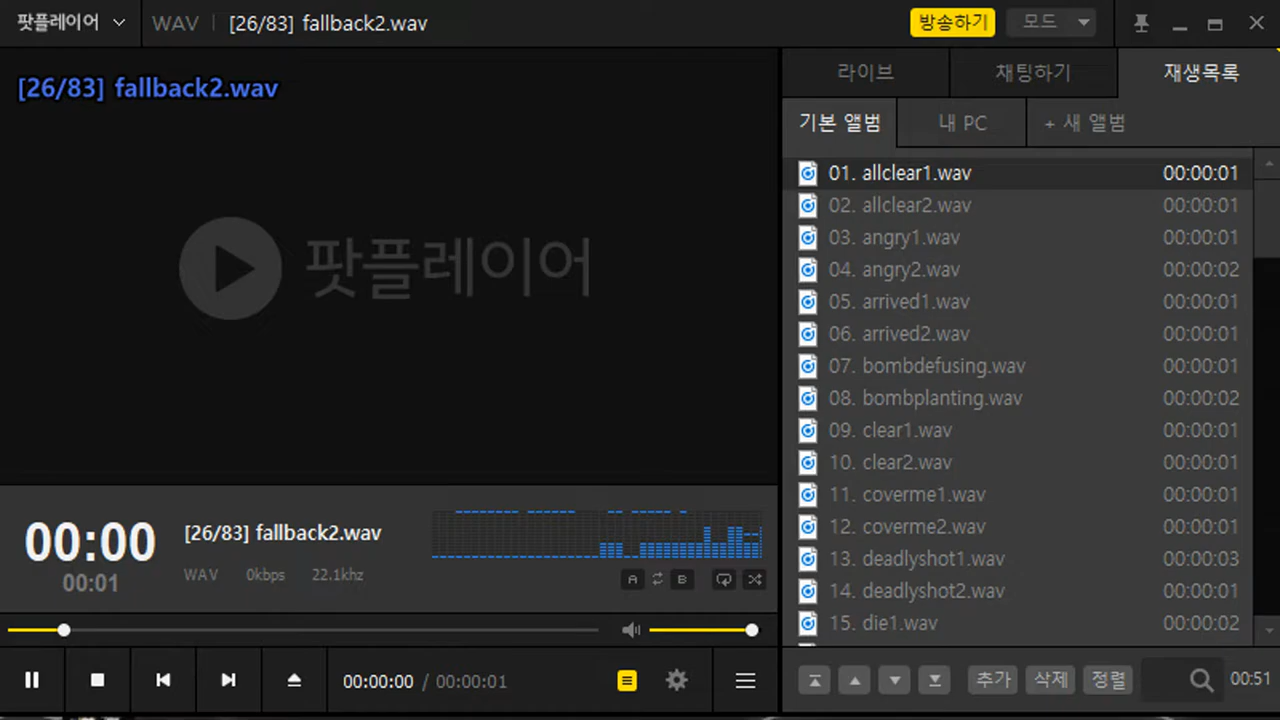 팟플레이어 WAV [26/83] fallback2.wav 방송하기 모드
[26/83] fallback2.wav
팟플레이어
00:00
00:01
[26/83] fallback2.wav
WAV 0kbps 22.1khz
A B
00:00:00 / 00:00:01
라이브 채팅하기 재생목록
기본 앨범 내 PC + 새 앨범
01. allclear1.wav 00:00:01
02. allclear2.wav 00:00:01
03. angry1.wav 00:00:01
04. angry2.wav 00:00:02
05. arrived1.wav 00:00:01
06. arrived2.wav 00:00:01
07. bombdefusing.wav 00:00:01
08. bombplanting.wav 00:00:02
09. clear1.wav 00:00:01
10. clear2.wav 00:00:01
11. coverme1.wav 00:00:01
12. coverme2.wav 00:00:01
13. deadlyshot1.wav 00:00:03
14. deadlyshot2.wav 00:00:01
15. die1.wav 00:00:02
추가 삭제 정렬 00:51